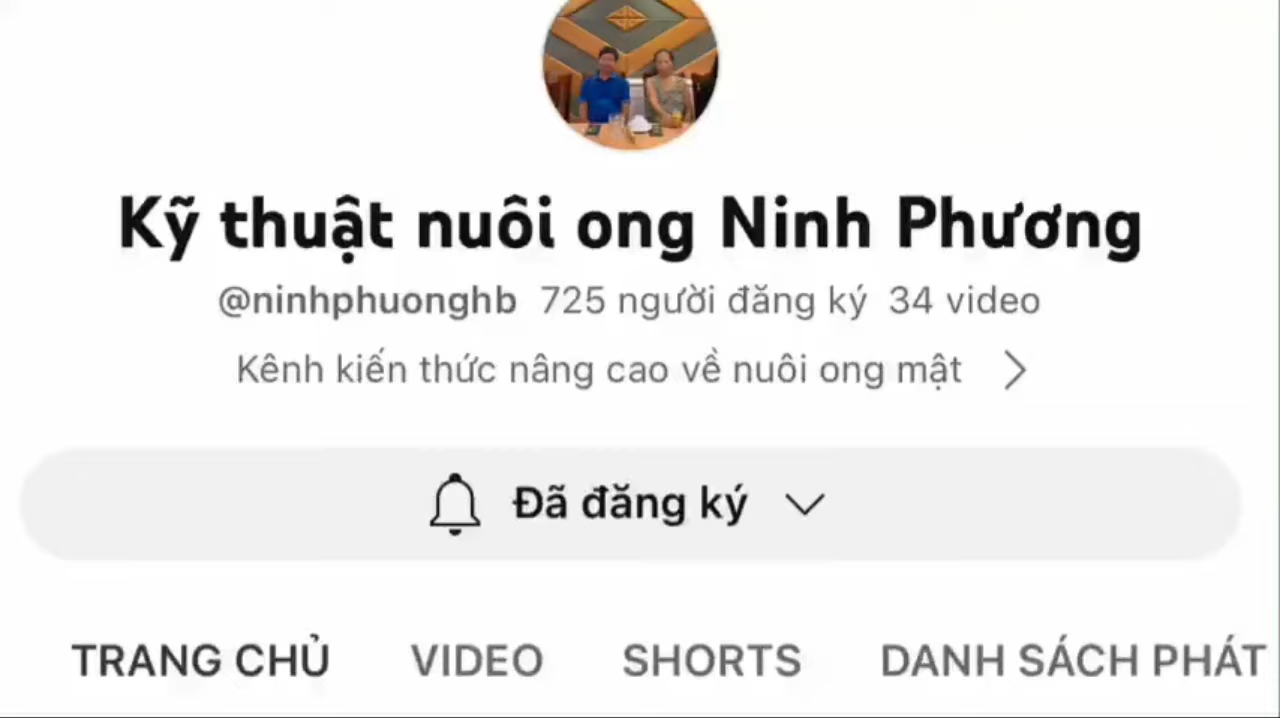 Kỹ thuật nuôi ong Ninh Phương
@ninhphuonghb 725 người đăng ký 34 video
Kênh kiến thức nâng cao về nuôi ong mật
Đã đăng ký
TRANG CHỦ VIDEO SHORTS DANH SÁCH PHÁT